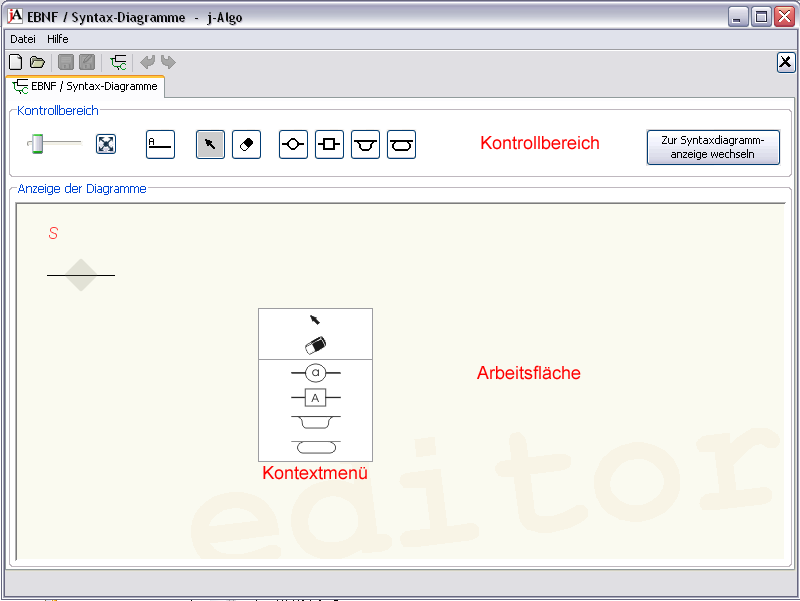 EBNF / Syntax-Diagramme - j-Algo
Datei Hilfe
EBNF / Syntax-Diagramme
Kontrollbereich
A
Kontrollbereich
Zur Syntaxdiagramm-
anzeige wechseln
Anzeige der Diagramme
S
a
A
Arbeitsfläche
Kontextmenü
editor